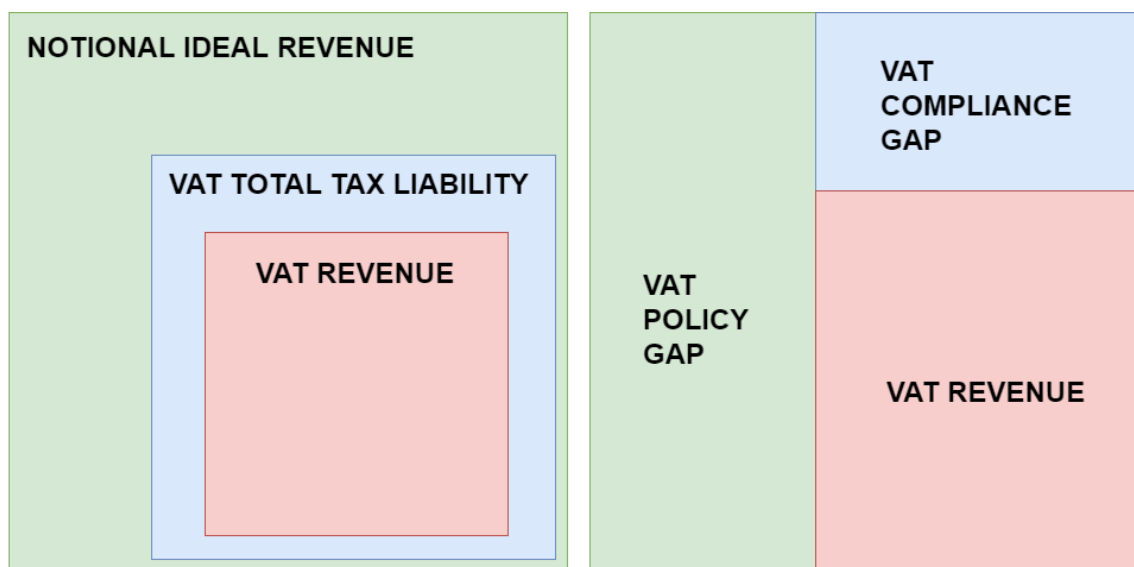 NOTIONAL IDEAL REVENUE
VAT TOTAL TAX LIABILITY
VAT REVENUE
VAT
POLICY
GAP
VAT
COMPLIANCE
GAP
VAT REVENUE